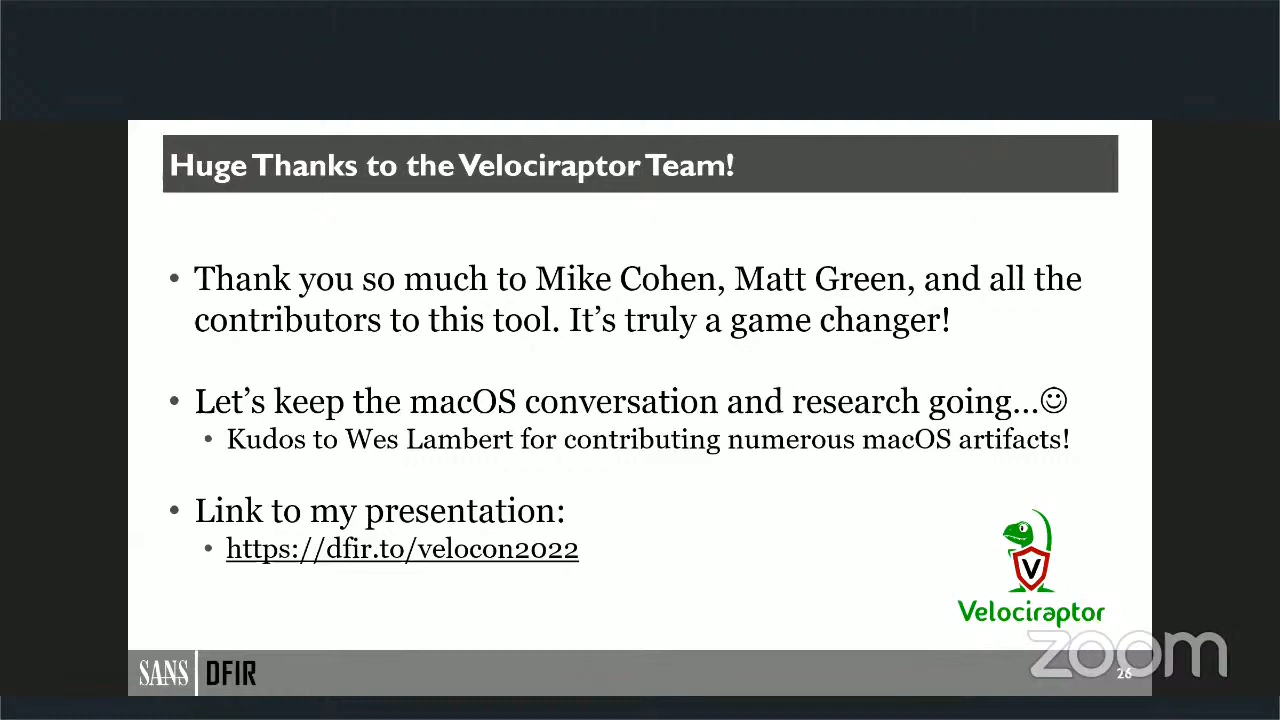 Huge Thanks to the Velociraptor Team!
• Thank you so much to Mike Cohen, Matt Green, and all the
contributors to this tool. It’s truly a game changer!
• Let’s keep the macOS conversation and research going…☺
• Kudos to Wes Lambert for contributing numerous macOS artifacts!
• Link to my presentation:
• https://dfir.to/velocon2022
V
Velociraptor
SANS DFIR
26
zoom